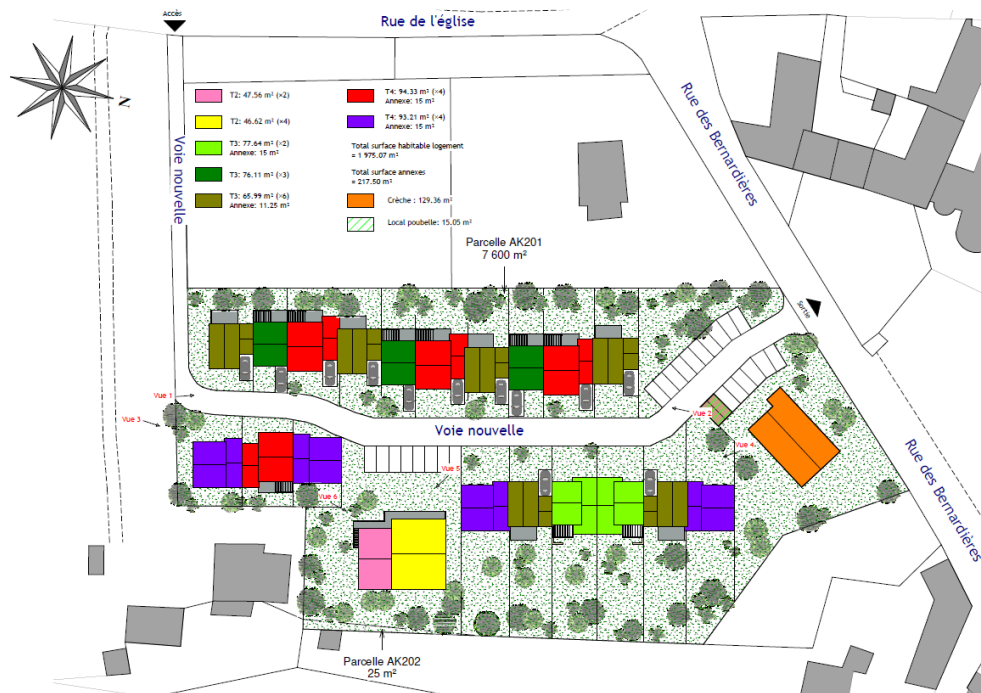 Accès
Rue de l'église
N
Rue des Bernardières
Voie nouvelle
T2: 47.56 m² (×2)
T2: 46.62 m² (×4)
T3: 77.64 m² (×2)
Annexe: 15 m²
T3: 76.11 m² (×3)
T3: 65.99 m² (×6)
Annexe: 11.25 m²
T4: 94.33 m² (×4)
Annexe: 15 m²
T4: 93.21 m² (×4)
Annexe: 15 m²
Total surface habitable logement
= 1 975.07 m²
Total surface annexes
= 217.50 m²
Crèche : 129.36 m²
Local poubelle: 15.05 m²
Parcelle AK201
7 600 m²
Sortie
Vue 1
Vue 2
Vue 3
Voie nouvelle
Vue 4
Vue 5
Vue 6
Rue des Bernardières
Parcelle AK202
25 m²